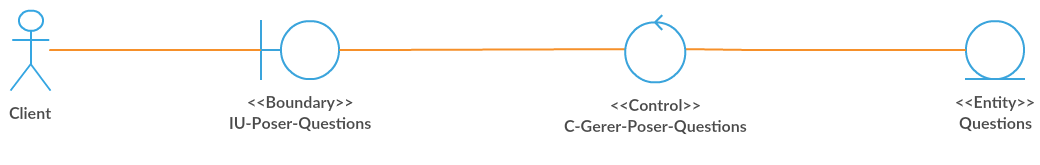 Client
<<Boundary>>
IU-Poser-Questions
<<Control>>
C-Gerer-Poser-Questions
<<Entity>>
Questions